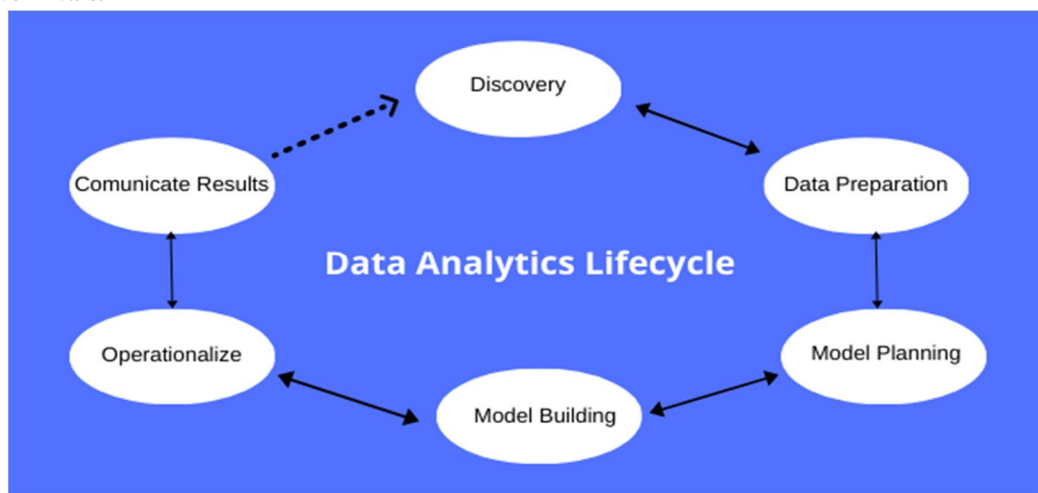 Discovery
Data Preparation
Model Planning
Model Building
Operationalize
Comunicate Results
Data Analytics Lifecycle